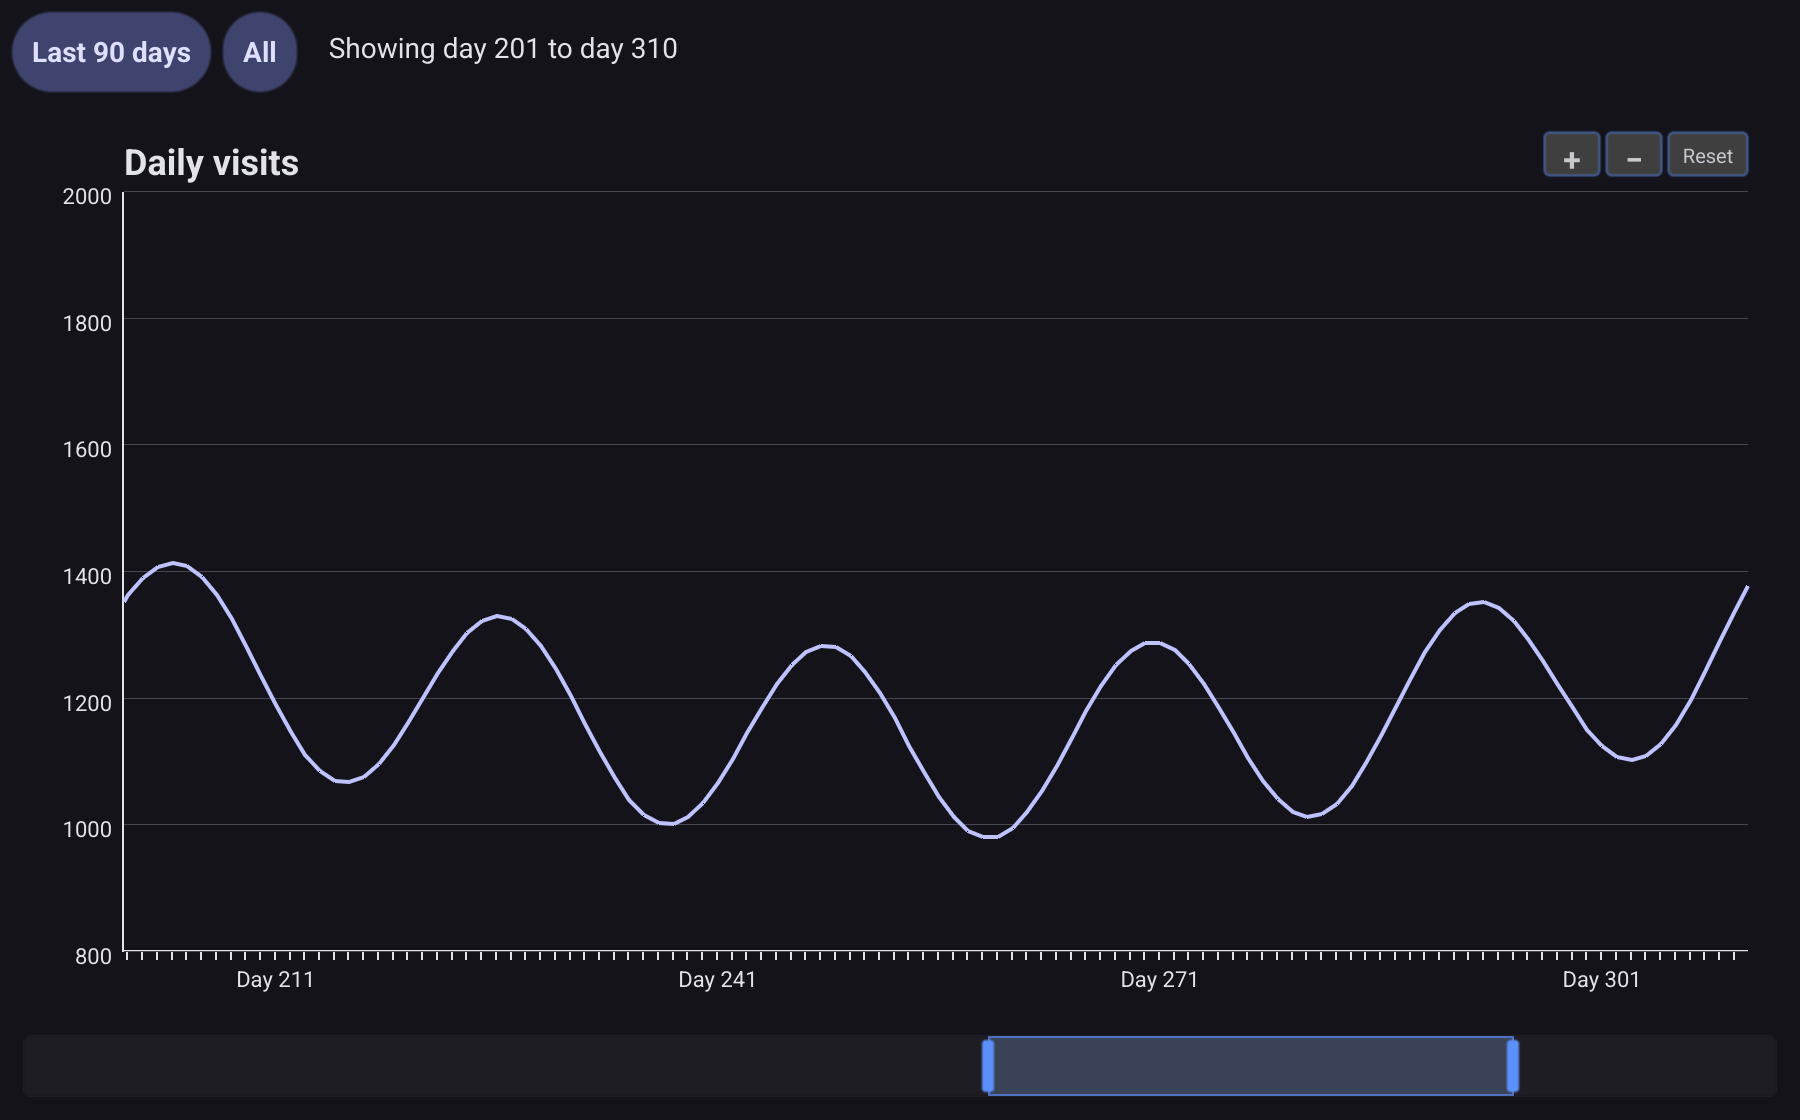 Last 90 days All Showing day 201 to day 310
Daily visits
+ − Reset
2000
1800
1600
1400
1200
1000
800
Day 211 Day 241 Day 271 Day 301